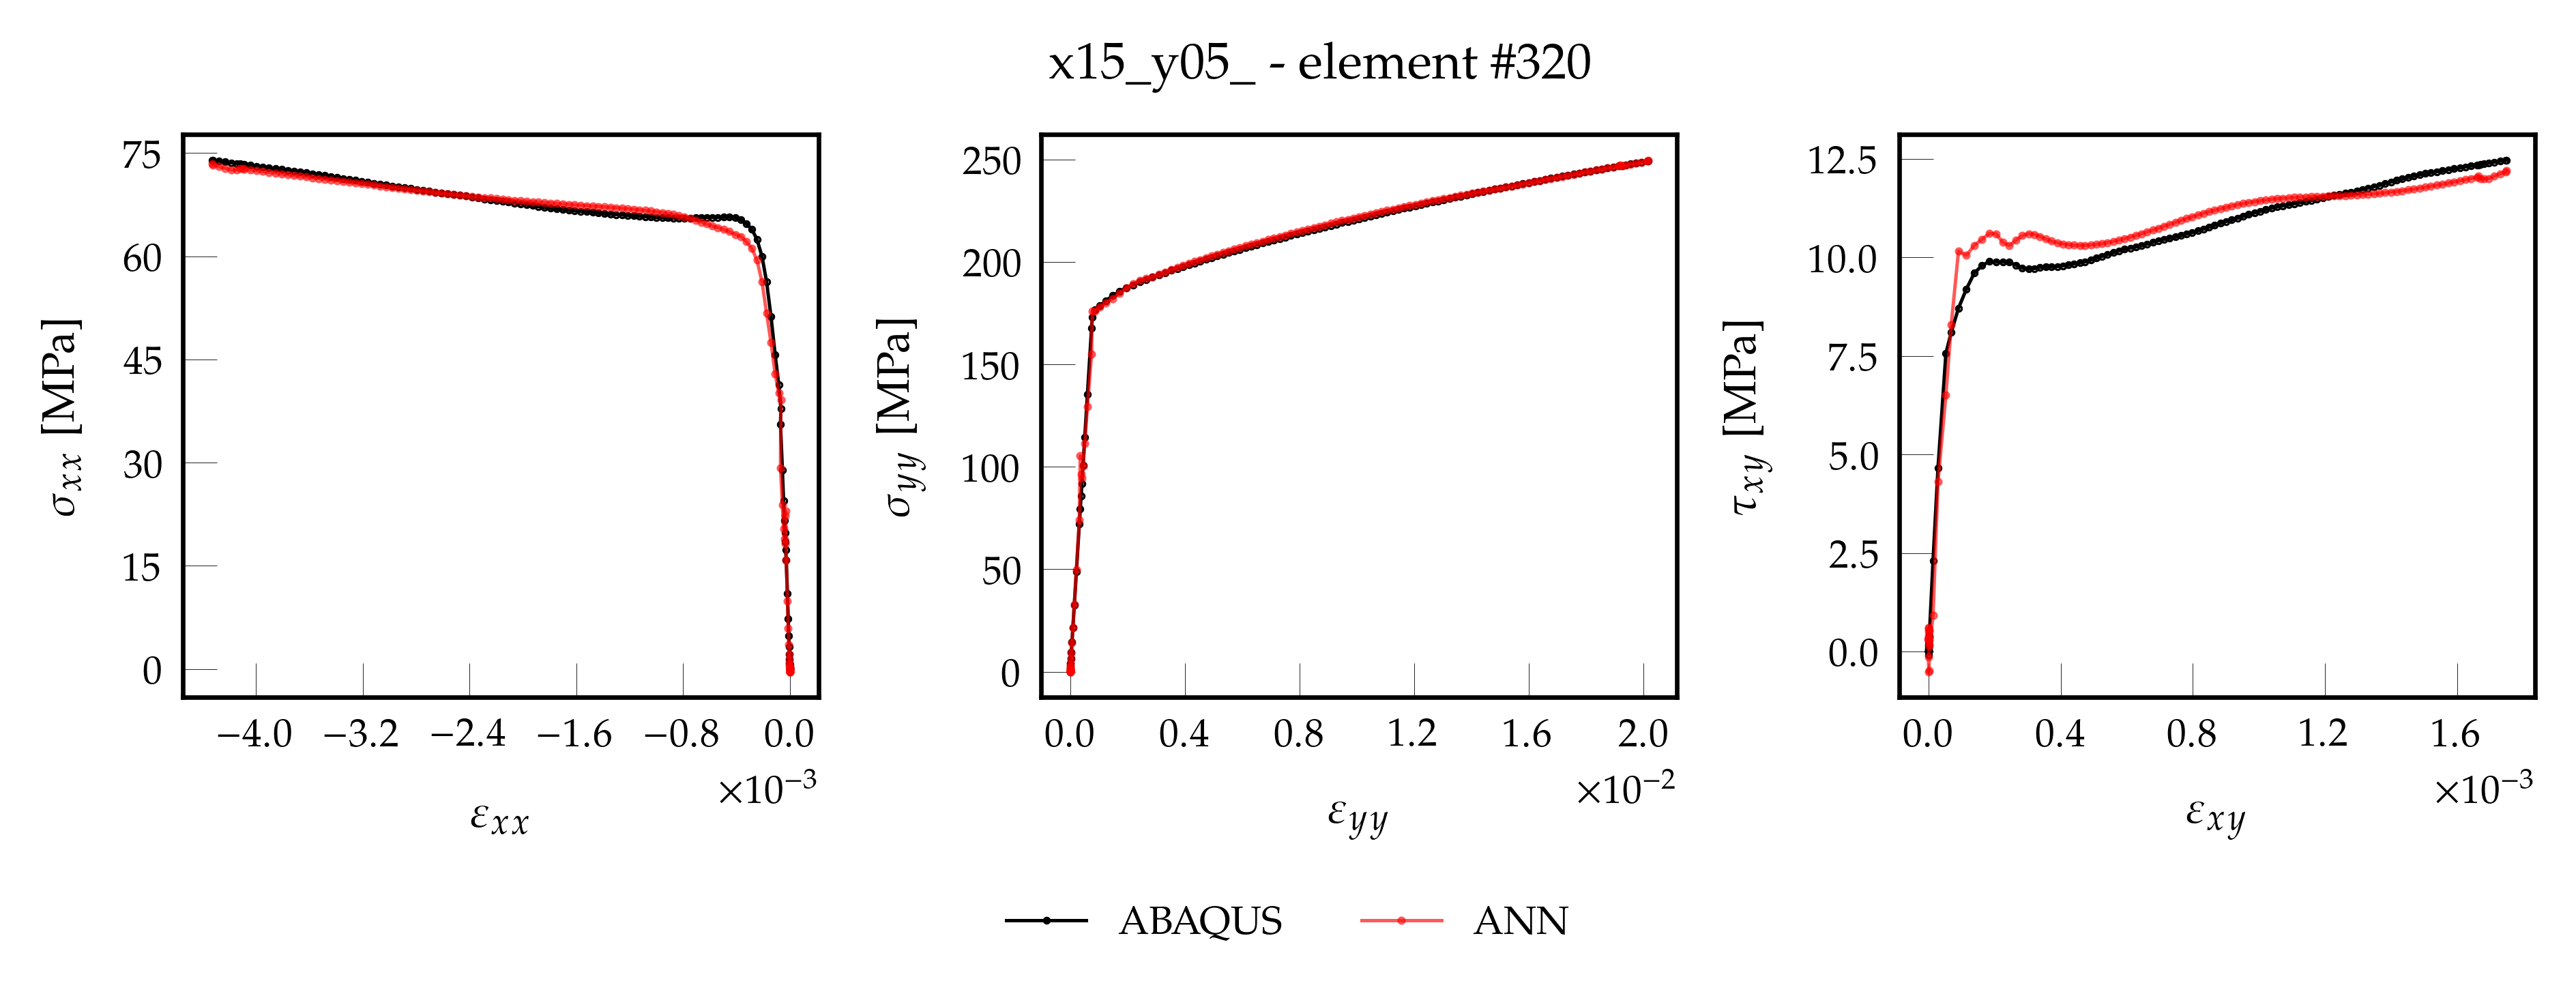 x15_y05_ - element #320
75
60
45
30
15
0
σxx [MPa]
−4.0 −3.2 −2.4 −1.6 −0.8 0.0
×10−3
εxx
250
200
150
100
50
0
σyy [MPa]
0.0 0.4 0.8 1.2 1.6 2.0
×10−2
εyy
12.5
10.0
7.5
5.0
2.5
0.0
τxy [MPa]
0.0 0.4 0.8 1.2 1.6
×10−3
εxy
ABAQUS ANN